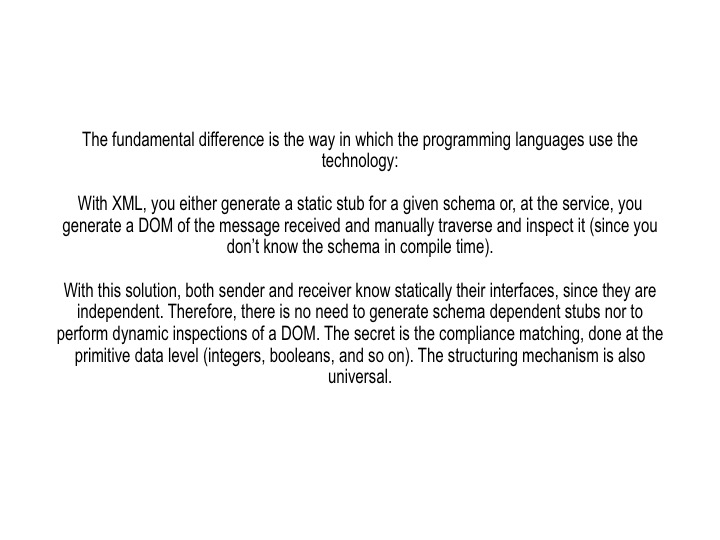 The fundamental difference is the way in which the programming languages use the
technology:
With XML, you either generate a static stub for a given schema or, at the service, you
generate a DOM of the message received and manually traverse and inspect it (since you
don’t know the schema in compile time).
With this solution, both sender and receiver know statically their interfaces, since they are
independent. Therefore, there is no need to generate schema dependent stubs nor to
perform dynamic inspections of a DOM. The secret is the compliance matching, done at the
primitive data level (integers, booleans, and so on). The structuring mechanism is also
universal.